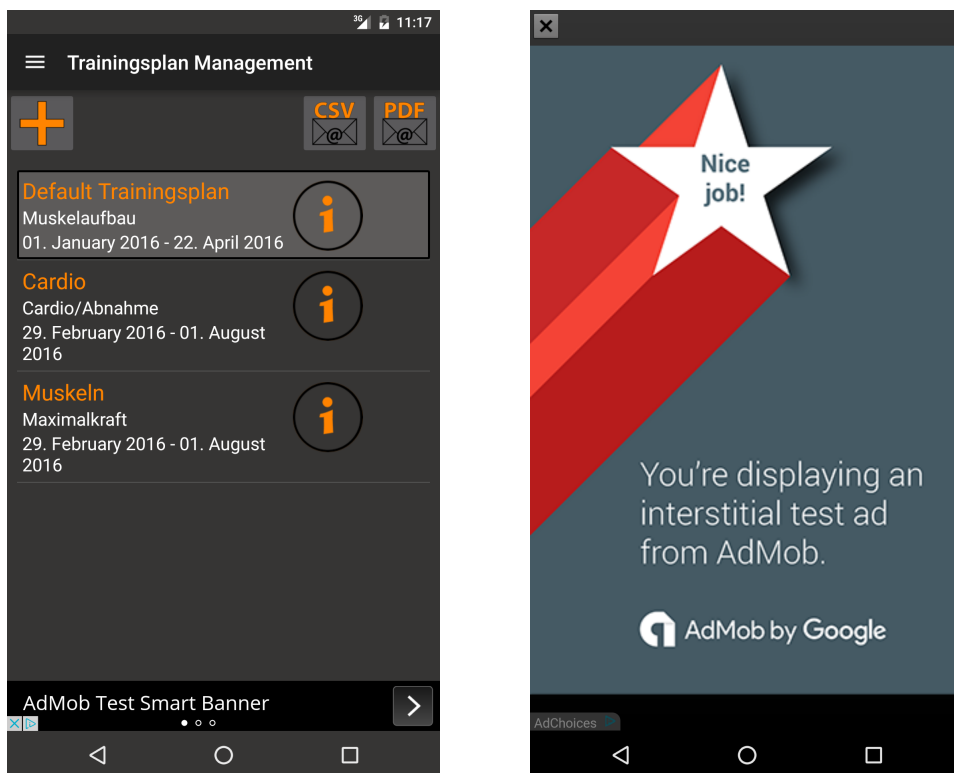 3G 11:17
Trainingsplan Management
CSV PDF
@ @
Default Trainingsplan
Muskelaufbau
01. January 2016 - 22. April 2016
i
Cardio
Cardio/Abnahme
29. February 2016 - 01. August
2016
i
Muskeln
Maximalkraft
29. February 2016 - 01. August
2016
i
AdMob Test Smart Banner
Nice
job!
You're displaying an
interstitial test ad
from AdMob.
AdMob by Google
AdChoices